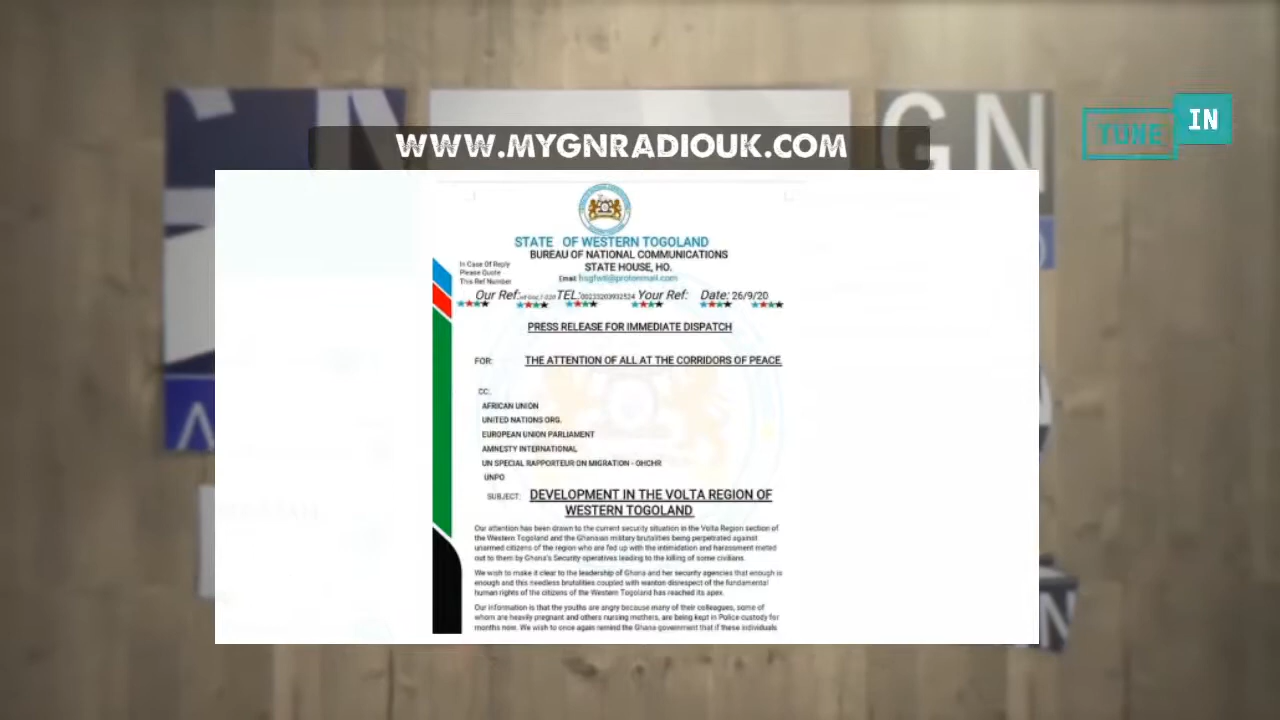 WWW.MYGNRADIOUK.COM
GN
TUNE IN
STATE OF WESTERN TOGOLAND
BUREAU OF NATIONAL COMMUNICATIONS
In Case Of Reply
Please Quote
This Ref Number
STATE HOUSE, HO.
Email: hsgfwtl@protonmail.com
Our Ref: TEL:00233203932524 Your Ref: Date: 26/9/20
PRESS RELEASE FOR IMMEDIATE DISPATCH
FOR: THE ATTENTION OF ALL AT THE CORRIDORS OF PEACE
CC:
AFRICAN UNION
UNITED NATIONS ORG.
EUROPEAN UNION PARLIAMENT
AMNESTY INTERNATIONAL
UN SPECIAL RAPPORTEUR ON MIGRATION - OHCHR
UNPO
SUBJECT: DEVELOPMENT IN THE VOLTA REGION OF
WESTERN TOGOLAND
Our attention has been drawn to the current security situation in the Volta Region section of
the Western Togoland and the Ghanaian military brutalities being perpetrated against
unarmed citizens of the region who are fed up with the intimidation and harassment meted
out to them by Ghana's Security operatives leading to the killing of some civilians.
We wish to make it clear to the leadership of Ghana and her security agencies that enough is
enough and this needless brutalities coupled with wanton disrespect of the fundamental
human rights of the citizens of the Western Togoland has reached its apex.
Our information is that the youths are angry because many of their colleagues, some of
whom are heavily pregnant and others nursing mothers, are being kept in Police custody for
months now. We wish to once again remind the Ghana government that if these individuals